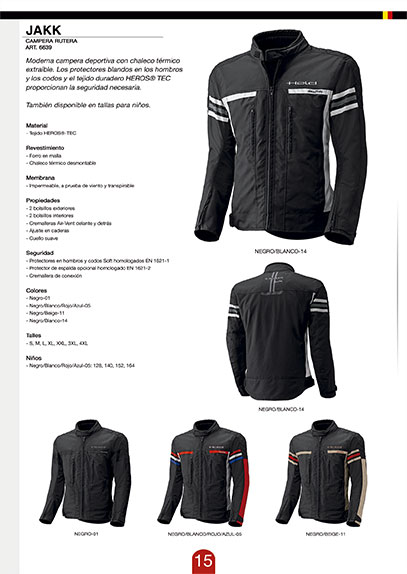 JAKK
CAMPERA RUTERA
ART. 6639
Moderna campera deportiva con chaleco térmico
extraíble. Los protectores blandos en los hombros
y los codos y el tejido duradero HEROS® TEC
proporcionan la seguridad necesaria.
También disponible en tallas para niños.
Material
- Tejido HEROS® TEC
Revestimiento
- Forro en malla
- Chaleco térmico desmontable
Membrana
- Impermeable, a prueba de viento y transpirable
Propiedades
- 2 bolsillos exteriores
- 2 bolsillos interiores
- Cremalleras Air-Vent delante y detrás
- Ajuste en caderas
- Cuello suave
Seguridad
- Protectores en hombros y codos Soft homologados EN 1621-1
- Protector de espalda opcional homologado EN 1621-2
- Cremallera de conexión
Colores
- Negro-01
- Negro/Blanco/Rojo/Azul-05
- Negro/Beige-11
- Negro/Blanco-14
Talles
- S, M, L, XL, XXL, 3XL, 4XL
Niños
- Negro/Blanco/Rojo/Azul-05: 128, 140, 152, 164
Held
NEGRO/BLANCO-14
NEGRO/BLANCO-14
NEGRO-01
NEGRO/BLANCO/ROJO/AZUL-05
NEGRO/BEIGE-11
15